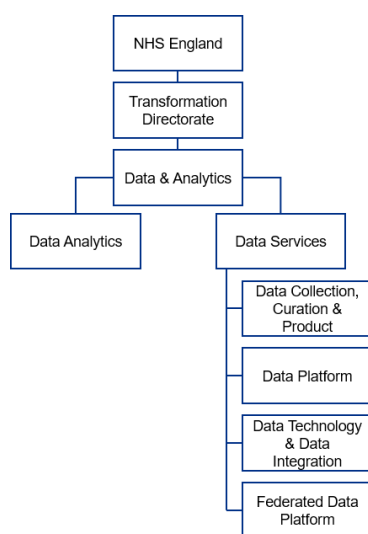 NHS England
Transformation
Directorate
Data & Analytics
Data Analytics
Data Services
Data Collection,
Curation &
Product
Data Platform
Data Technology
& Data
Integration
Federated Data
Platform